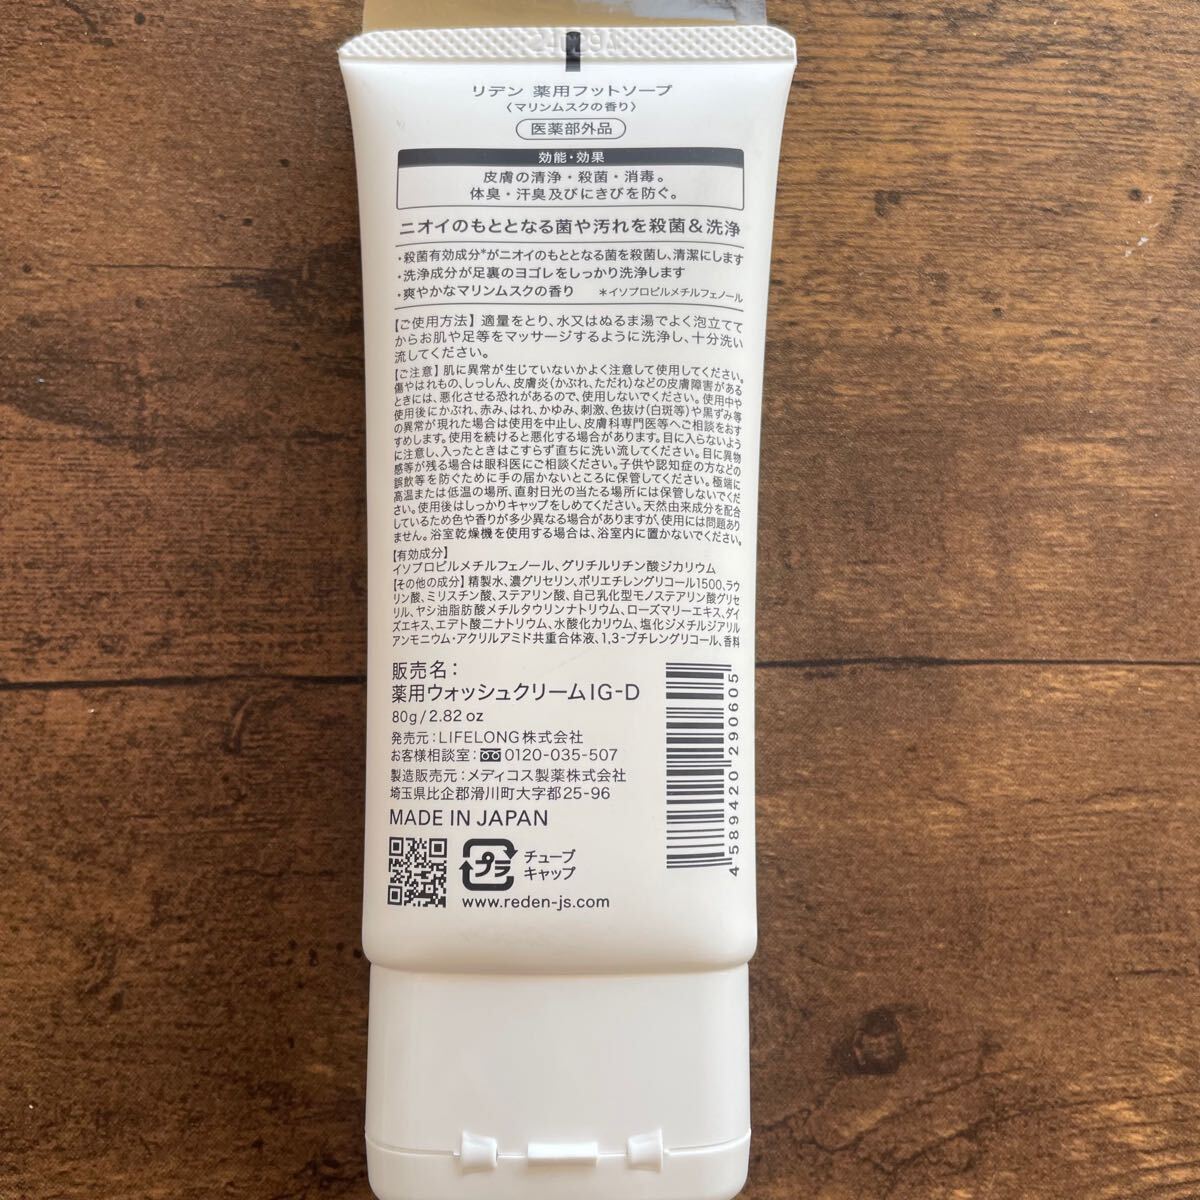 リデン 薬用フットソープ
〈マリンムスクの香り〉
医薬部外品
効能・効果
皮膚の清浄・殺菌・消毒。
体臭・汗臭及びにきびを防ぐ。
ニオイのもととなる菌や汚れを殺菌&洗浄
・殺菌有効成分*がニオイのもととなる菌を殺菌し、清潔にします
・洗浄成分が足裏のヨゴレをしっかり洗浄します
・爽やかなマリンムスクの香り *イソプロピルメチルフェノール
【ご使用方法】適量をとり、水又はぬるま湯でよく泡立てて
からお肌や足等をマッサージするように洗浄し、十分洗い
流してください。
【ご注意】肌に異常が生じていないかよく注意して使用してください。
傷やはれもの、しっしん、皮膚炎(かぶれ、ただれ)などの皮膚障害がある
ときには、悪化させる恐れがあるので、使用しないでください。使用中や
使用後にかぶれ、赤み、はれ、かゆみ、刺激、色抜け(白斑等)や黒ずみ等
の異常が現れた場合は使用を中止し、皮膚科専門医等へご相談をおす
すめします。使用を続けると悪化する場合があります。目に入らないよう
に注意し、入ったときはこすらず直ちに洗い流してください。目に異物
感等が残る場合は眼科医にご相談ください。子供や認知症の方などの
誤飲等を防ぐために手の届かないところに保管してください。極端に
高温または低温の場所、直射日光の当たる場所には保管しないでくだ
さい。使用後はしっかりキャップをしめてください。天然由来成分を配合
しているため色や香りが多少異なる場合がありますが、使用には問題あり
ません。浴室乾燥機を使用する場合は、浴室内に置かないでください。
【有効成分】
イソプロピルメチルフェノール、グリチルリチン酸ジカリウム
【その他の成分】精製水、濃グリセリン、ポリエチレングリコール1500、ラウ
リン酸、ミリスチン酸、ステアリン酸、自己乳化型モノステアリン酸グリセ
リル、ヤシ油脂肪酸メチルタウリンナトリウム、ローズマリーエキス、ダイ
ズエキス、エデト酸二ナトリウム、水酸化カリウム、塩化ジメチルジアリル
アンモニウム・アクリルアミド共重合体液、1,3-ブチレングリコール、香料
販売名：
薬用ウォッシュクリームIG-D
80g/2.82 oz
発売元：LIFELONG株式会社
お客様相談室：0120-035-507
製造販売元：メディコス製薬株式会社
埼玉県比企郡滑川町大字都25-96
MADE IN JAPAN
4 589420 290605
プラ
チューブ
キャップ
www.reden-js.com